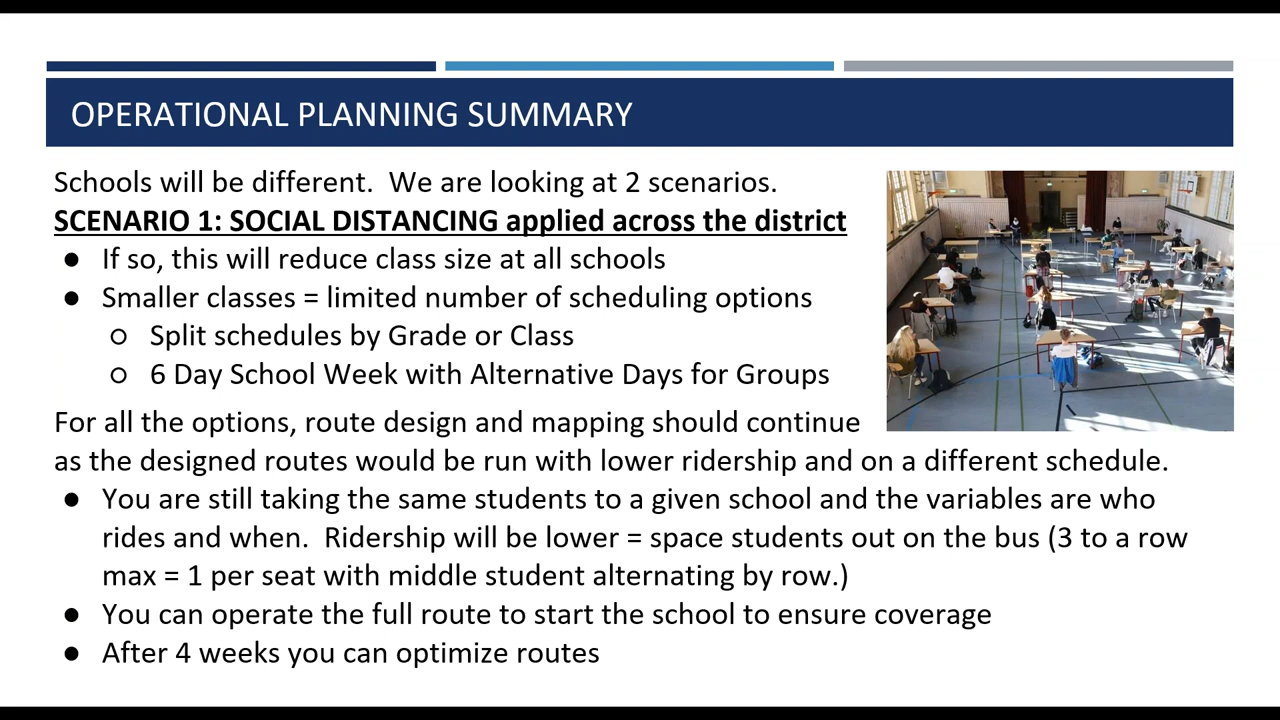 OPERATIONAL PLANNING SUMMARY
Schools will be different.  We are looking at 2 scenarios.
SCENARIO 1: SOCIAL DISTANCING applied across the district
● If so, this will reduce class size at all schools
● Smaller classes = limited number of scheduling options
○ Split schedules by Grade or Class
○ 6 Day School Week with Alternative Days for Groups
For all the options, route design and mapping should continue
as the designed routes would be run with lower ridership and on a different schedule.
● You are still taking the same students to a given school and the variables are who
rides and when.  Ridership will be lower = space students out on the bus (3 to a row
max = 1 per seat with middle student alternating by row.)
● You can operate the full route to start the school to ensure coverage
● After 4 weeks you can optimize routes